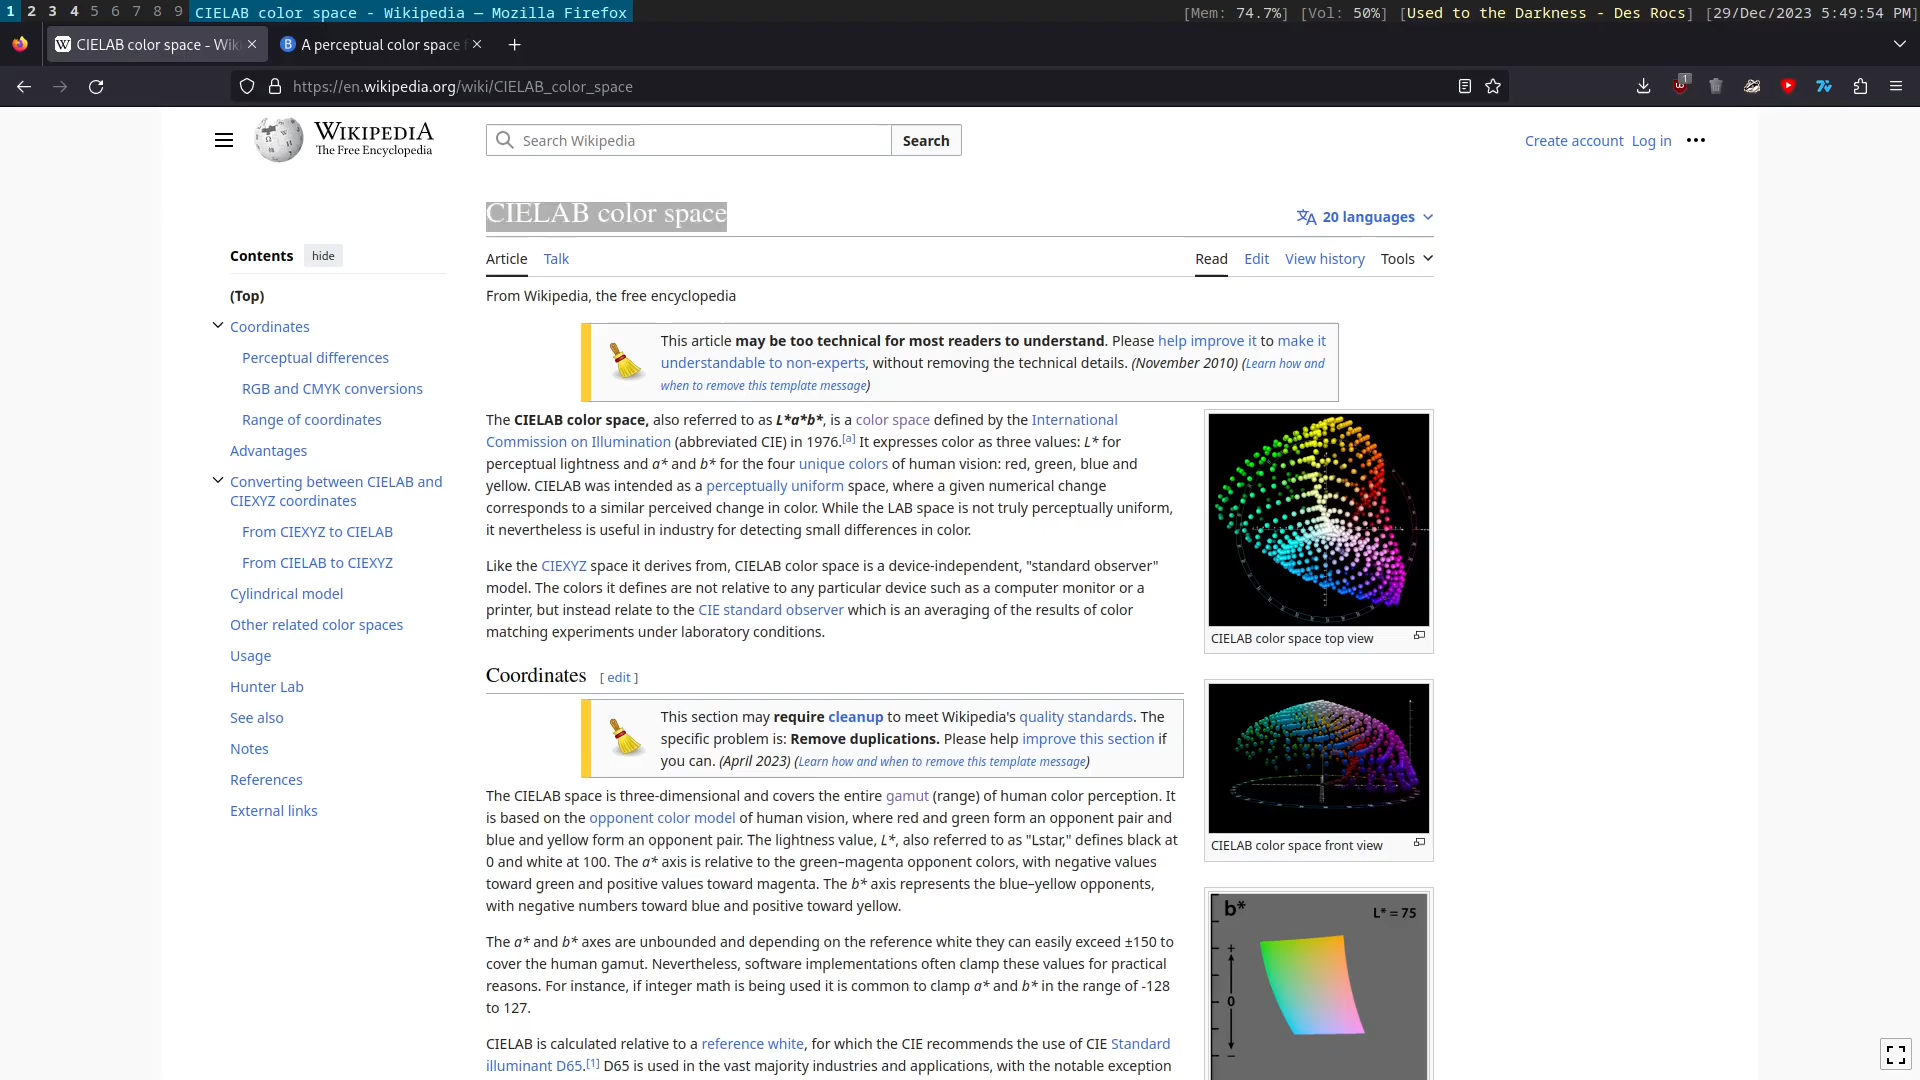 1 2 3 4 5 6 7 8 9 CIELAB color space - Wikipedia — Mozilla Firefox [Mem: 74.7%] [Vol: 50%] [Used to the Darkness - Des Rocs] [29/Dec/2023 5:49:54 PM]
CIELAB color space - Wiki A perceptual color space f
https://en.wikipedia.org/wiki/CIELAB_color_space 1
WIKIPEDIA
The Free Encyclopedia
Search Wikipedia Search
Create account Log in
CIELAB color space
20 languages
Article Talk Read Edit View history Tools
From Wikipedia, the free encyclopedia
Contents hide
(Top)
Coordinates
Perceptual differences
RGB and CMYK conversions
Range of coordinates
Advantages
Converting between CIELAB and
CIEXYZ coordinates
From CIEXYZ to CIELAB
From CIELAB to CIEXYZ
Cylindrical model
Other related color spaces
Usage
Hunter Lab
See also
Notes
References
External links
This article may be too technical for most readers to understand. Please help improve it to make it
understandable to non-experts, without removing the technical details. (November 2010) (Learn how and
when to remove this template message)
The CIELAB color space, also referred to as L*a*b*, is a color space defined by the International
Commission on Illumination (abbreviated CIE) in 1976.[a] It expresses color as three values: L* for
perceptual lightness and a* and b* for the four unique colors of human vision: red, green, blue and
yellow. CIELAB was intended as a perceptually uniform space, where a given numerical change
corresponds to a similar perceived change in color. While the LAB space is not truly perceptually uniform,
it nevertheless is useful in industry for detecting small differences in color.
Like the CIEXYZ space it derives from, CIELAB color space is a device-independent, "standard observer"
model. The colors it defines are not relative to any particular device such as a computer monitor or a
printer, but instead relate to the CIE standard observer which is an averaging of the results of color
matching experiments under laboratory conditions.
CIELAB color space top view
Coordinates [ edit ]
This section may require cleanup to meet Wikipedia's quality standards. The
specific problem is: Remove duplications. Please help improve this section if
you can. (April 2023) (Learn how and when to remove this template message)
CIELAB color space front view
The CIELAB space is three-dimensional and covers the entire gamut (range) of human color perception. It
is based on the opponent color model of human vision, where red and green form an opponent pair and
blue and yellow form an opponent pair. The lightness value, L*, also referred to as "Lstar," defines black at
0 and white at 100. The a* axis is relative to the green–magenta opponent colors, with negative values
toward green and positive values toward magenta. The b* axis represents the blue–yellow opponents,
with negative numbers toward blue and positive toward yellow.
The a* and b* axes are unbounded and depending on the reference white they can easily exceed ±150 to
cover the human gamut. Nevertheless, software implementations often clamp these values for practical
reasons. For instance, if integer math is being used it is common to clamp a* and b* in the range of -128
to 127.
CIELAB is calculated relative to a reference white, for which the CIE recommends the use of CIE Standard
illuminant D65.[1] D65 is used in the vast majority industries and applications, with the notable exception
b* L* = 75
+
0
−